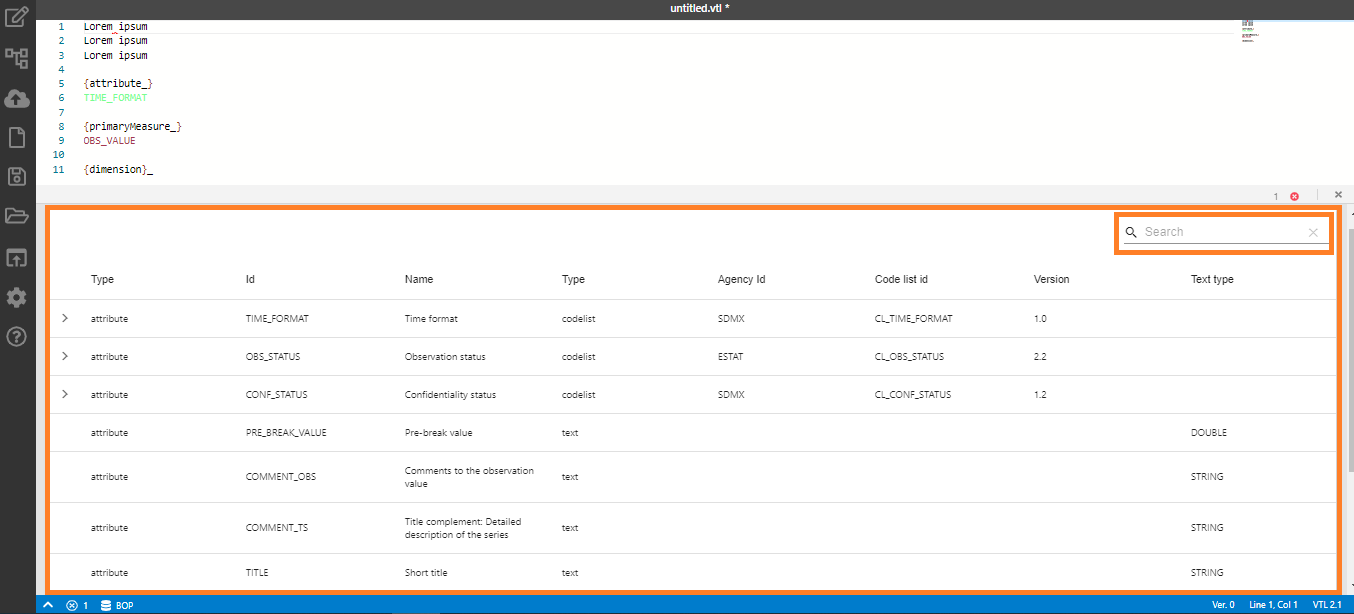 untitled.vtl *
1 Lorem ipsum
2 Lorem ipsum
3 Lorem ipsum
4
5 {attribute_}
6 TIME_FORMAT
7
8 {primaryMeasure_}
9 OBS_VALUE
10
11 {dimension}_
1
Search
Type Id Name Type Agency Id Code list id Version Text type
attribute TIME_FORMAT Time format codelist SDMX CL_TIME_FORMAT 1.0
attribute OBS_STATUS Observation status codelist ESTAT CL_OBS_STATUS 2.2
attribute CONF_STATUS Confidentiality status codelist SDMX CL_CONF_STATUS 1.2
attribute PRE_BREAK_VALUE Pre-break value text DOUBLE
attribute COMMENT_OBS Comments to the observation
value text STRING
attribute COMMENT_TS Title complement: Detailed
description of the series text STRING
attribute TITLE Short title text STRING
1 BOP Ver. 0 Line 1, Col 1 VTL 2.1